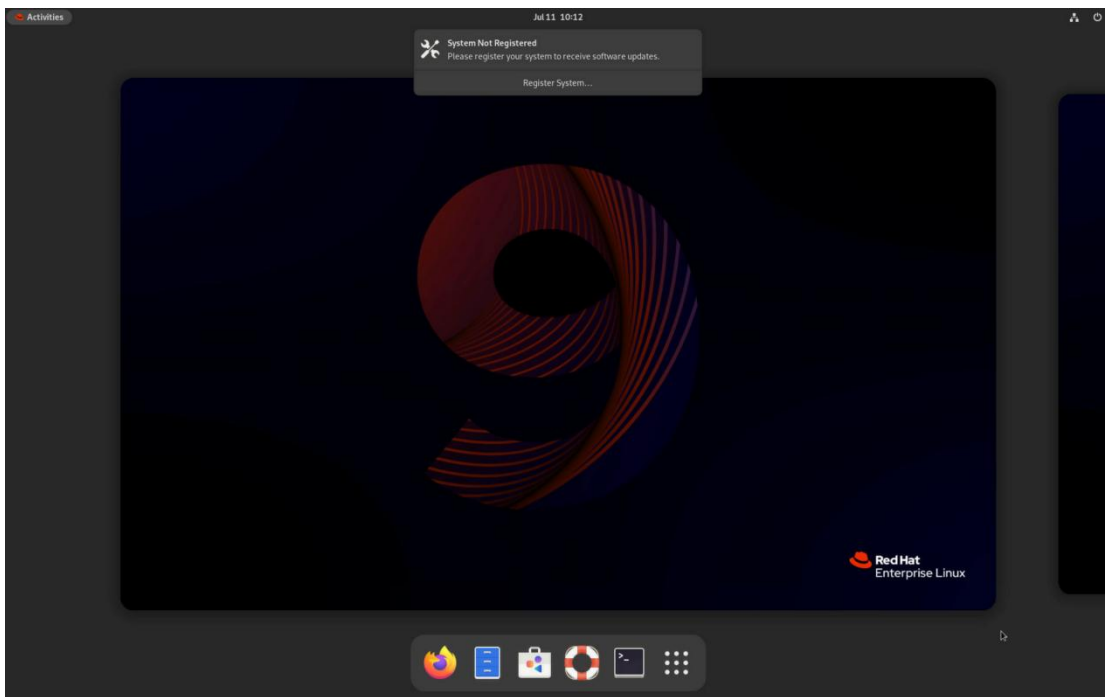 Activities
Jul 11 10:12
System Not Registered
Please register your system to receive software updates.
Register System...
9
Red Hat
Enterprise Linux
>_